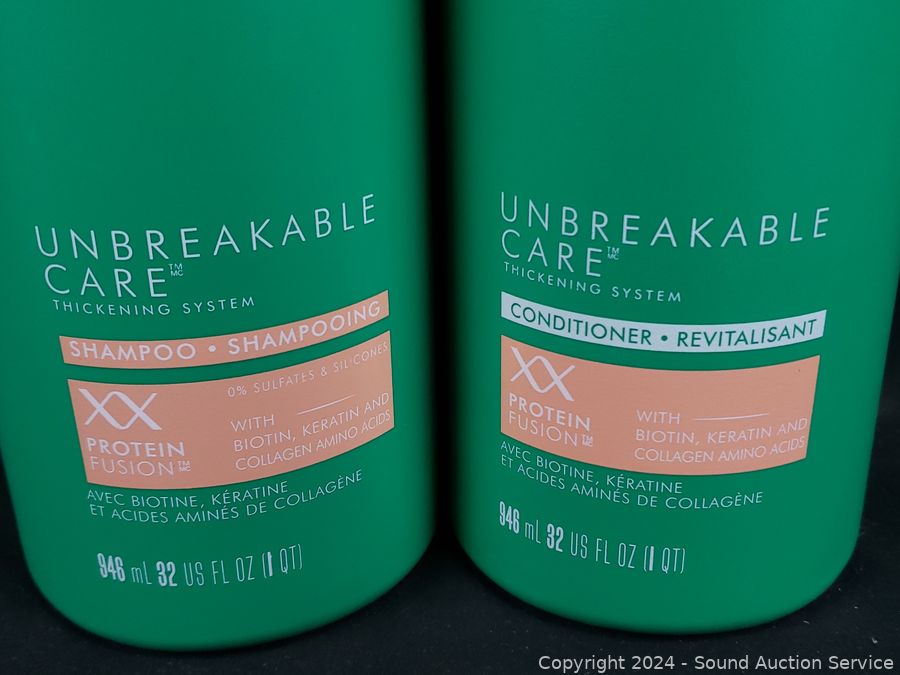 UNBREAKABLE
CARE™ MC
THICKENING SYSTEM
SHAMPOO • SHAMPOOING
0% SULFATES & SILICONES
XX
PROTEIN
FUSION™ MC
WITH
BIOTIN, KERATIN AND
COLLAGEN AMINO ACIDS
AVEC BIOTINE, KÉRATINE
ET ACIDES AMINÉS DE COLLAGÈNE
946 mL 32 US FL OZ (1 QT)
UNBREAKABLE
CARE™ MC
THICKENING SYSTEM
CONDITIONER • REVITALISANT
XX
PROTEIN
FUSION™ MC
WITH
BIOTIN, KERATIN AND
COLLAGEN AMINO ACIDS
AVEC BIOTINE, KÉRATINE
ET ACIDES AMINÉS DE COLLAGÈNE
946 mL 32 US FL OZ (1 QT)
Copyright 2024 - Sound Auction Service